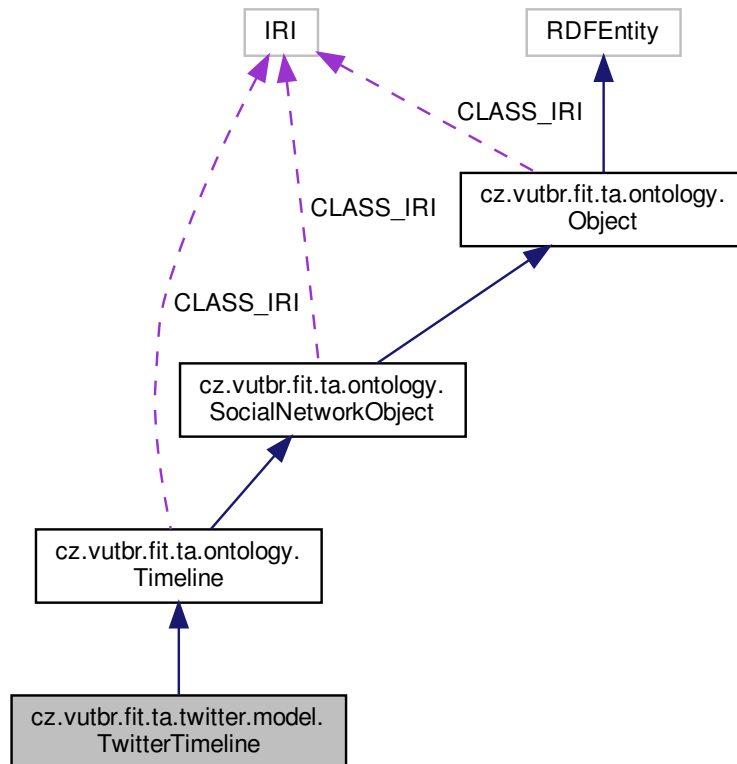 IRI
RDFEntity
CLASS_IRI
cz.vutbr.fit.ta.ontology.
Object
CLASS_IRI
CLASS_IRI
cz.vutbr.fit.ta.ontology.
SocialNetworkObject
cz.vutbr.fit.ta.ontology.
Timeline
cz.vutbr.fit.ta.twitter.model.
TwitterTimeline